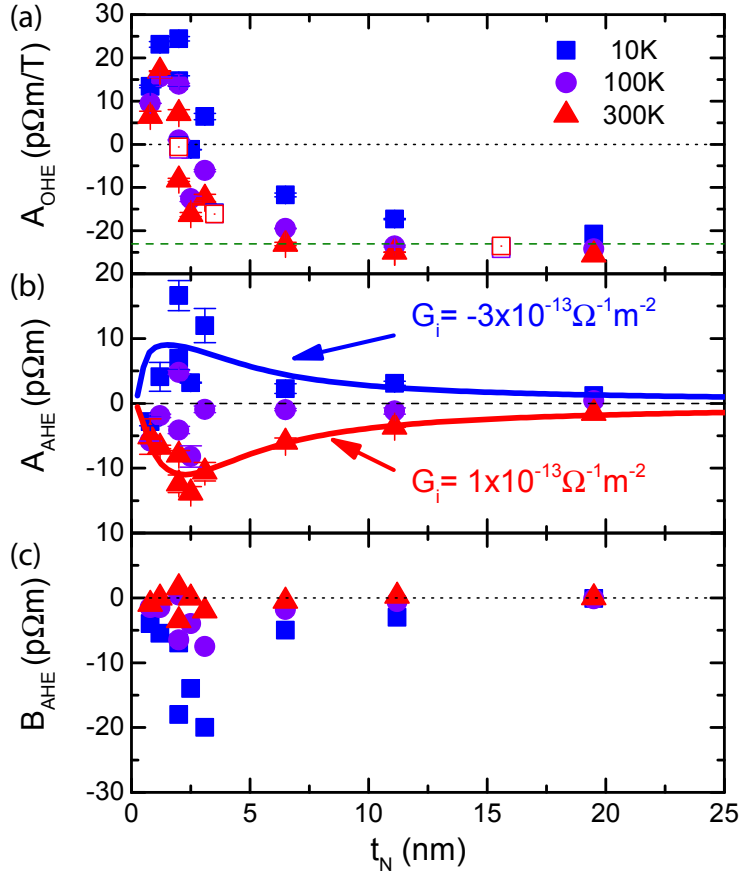 (a)
30
20
10
0
-10
-20
A_OHE (pΩm/T)
10K
100K
300K
(b)
20
10
0
-10
10
A_AHE (pΩm)
G_i= -3x10^-13Ω^-1m^-2
G_i= 1x10^-13Ω^-1m^-2
(c)
0
-10
-20
-30
B_AHE (pΩm)
0 5 10 15 20 25
t_N (nm)